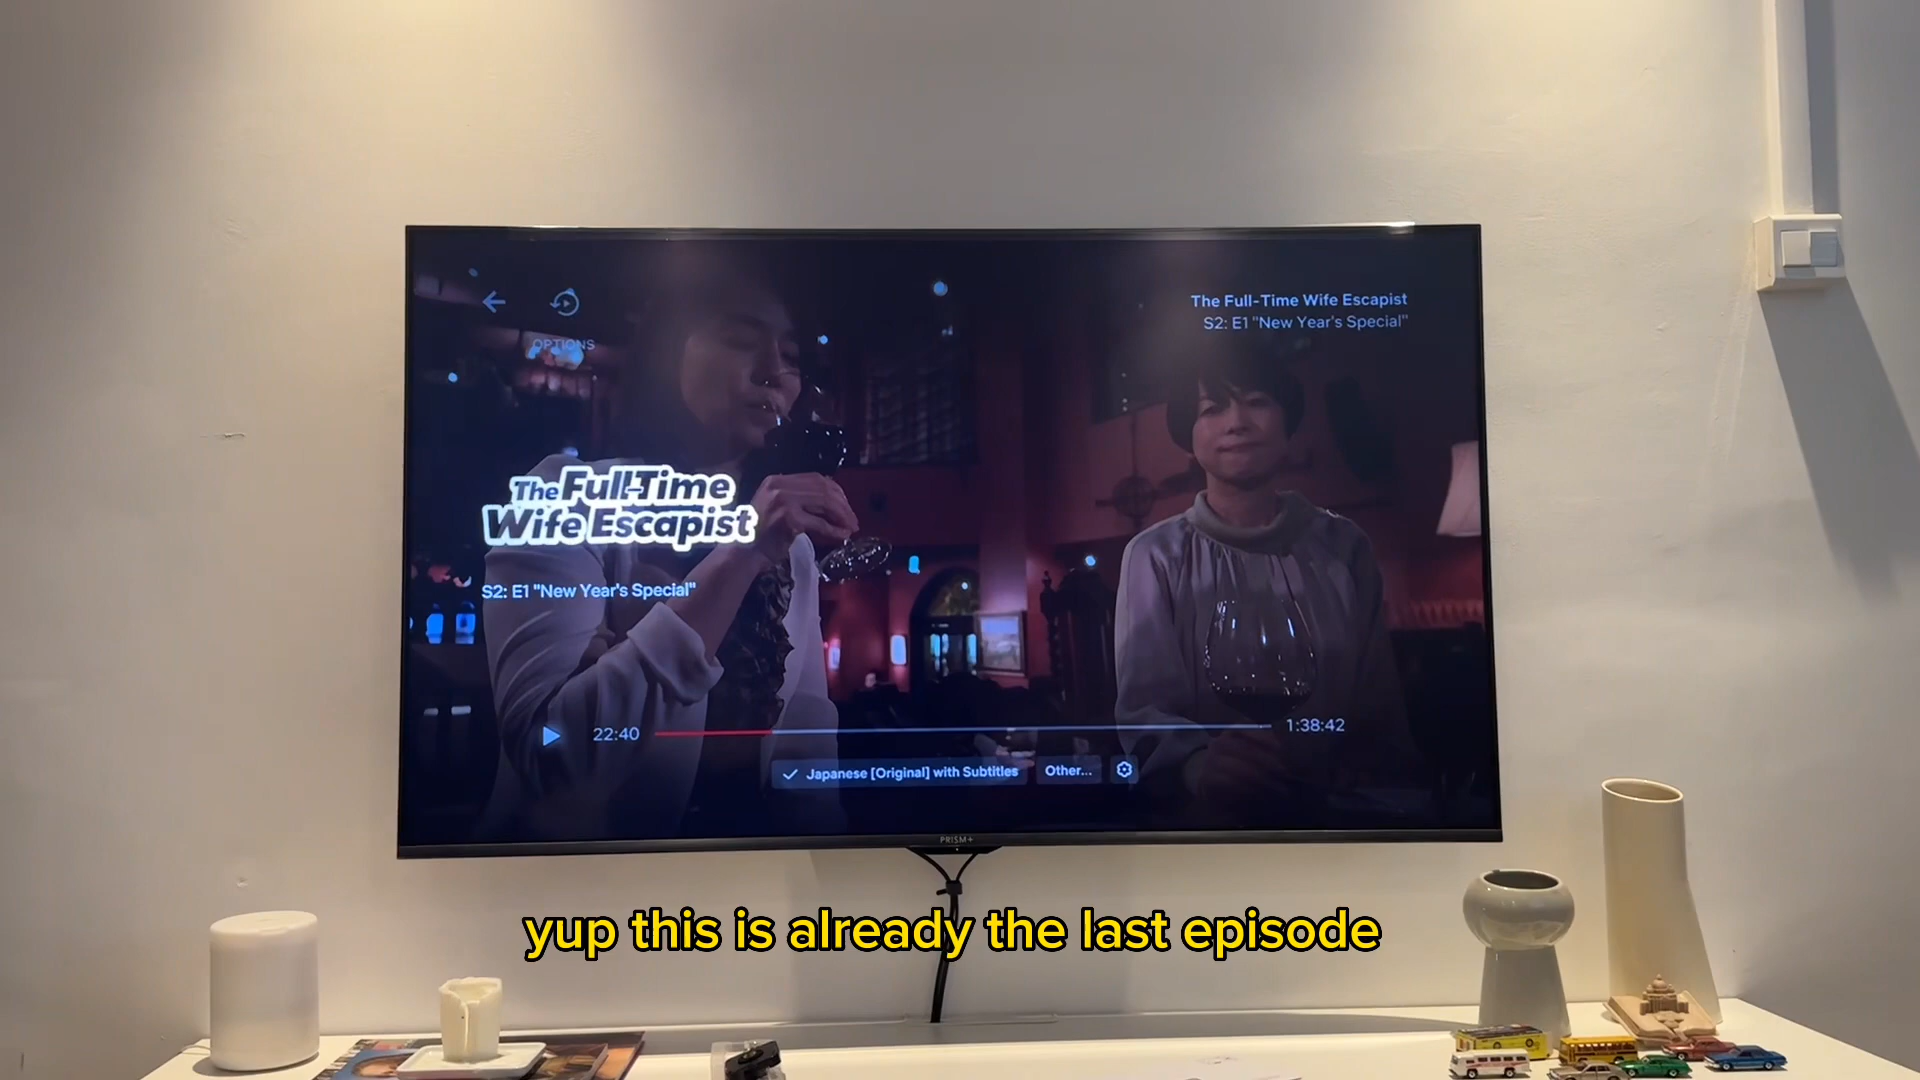 The Full-Time Wife Escapist
S2: E1 "New Year's Special"
OPTIONS
The Full-Time
Wife Escapist
S2: E1 "New Year's Special"
22:40
1:38:42
Japanese [Original] with Subtitles
Other...
PRISM+
yup this is already the last episode